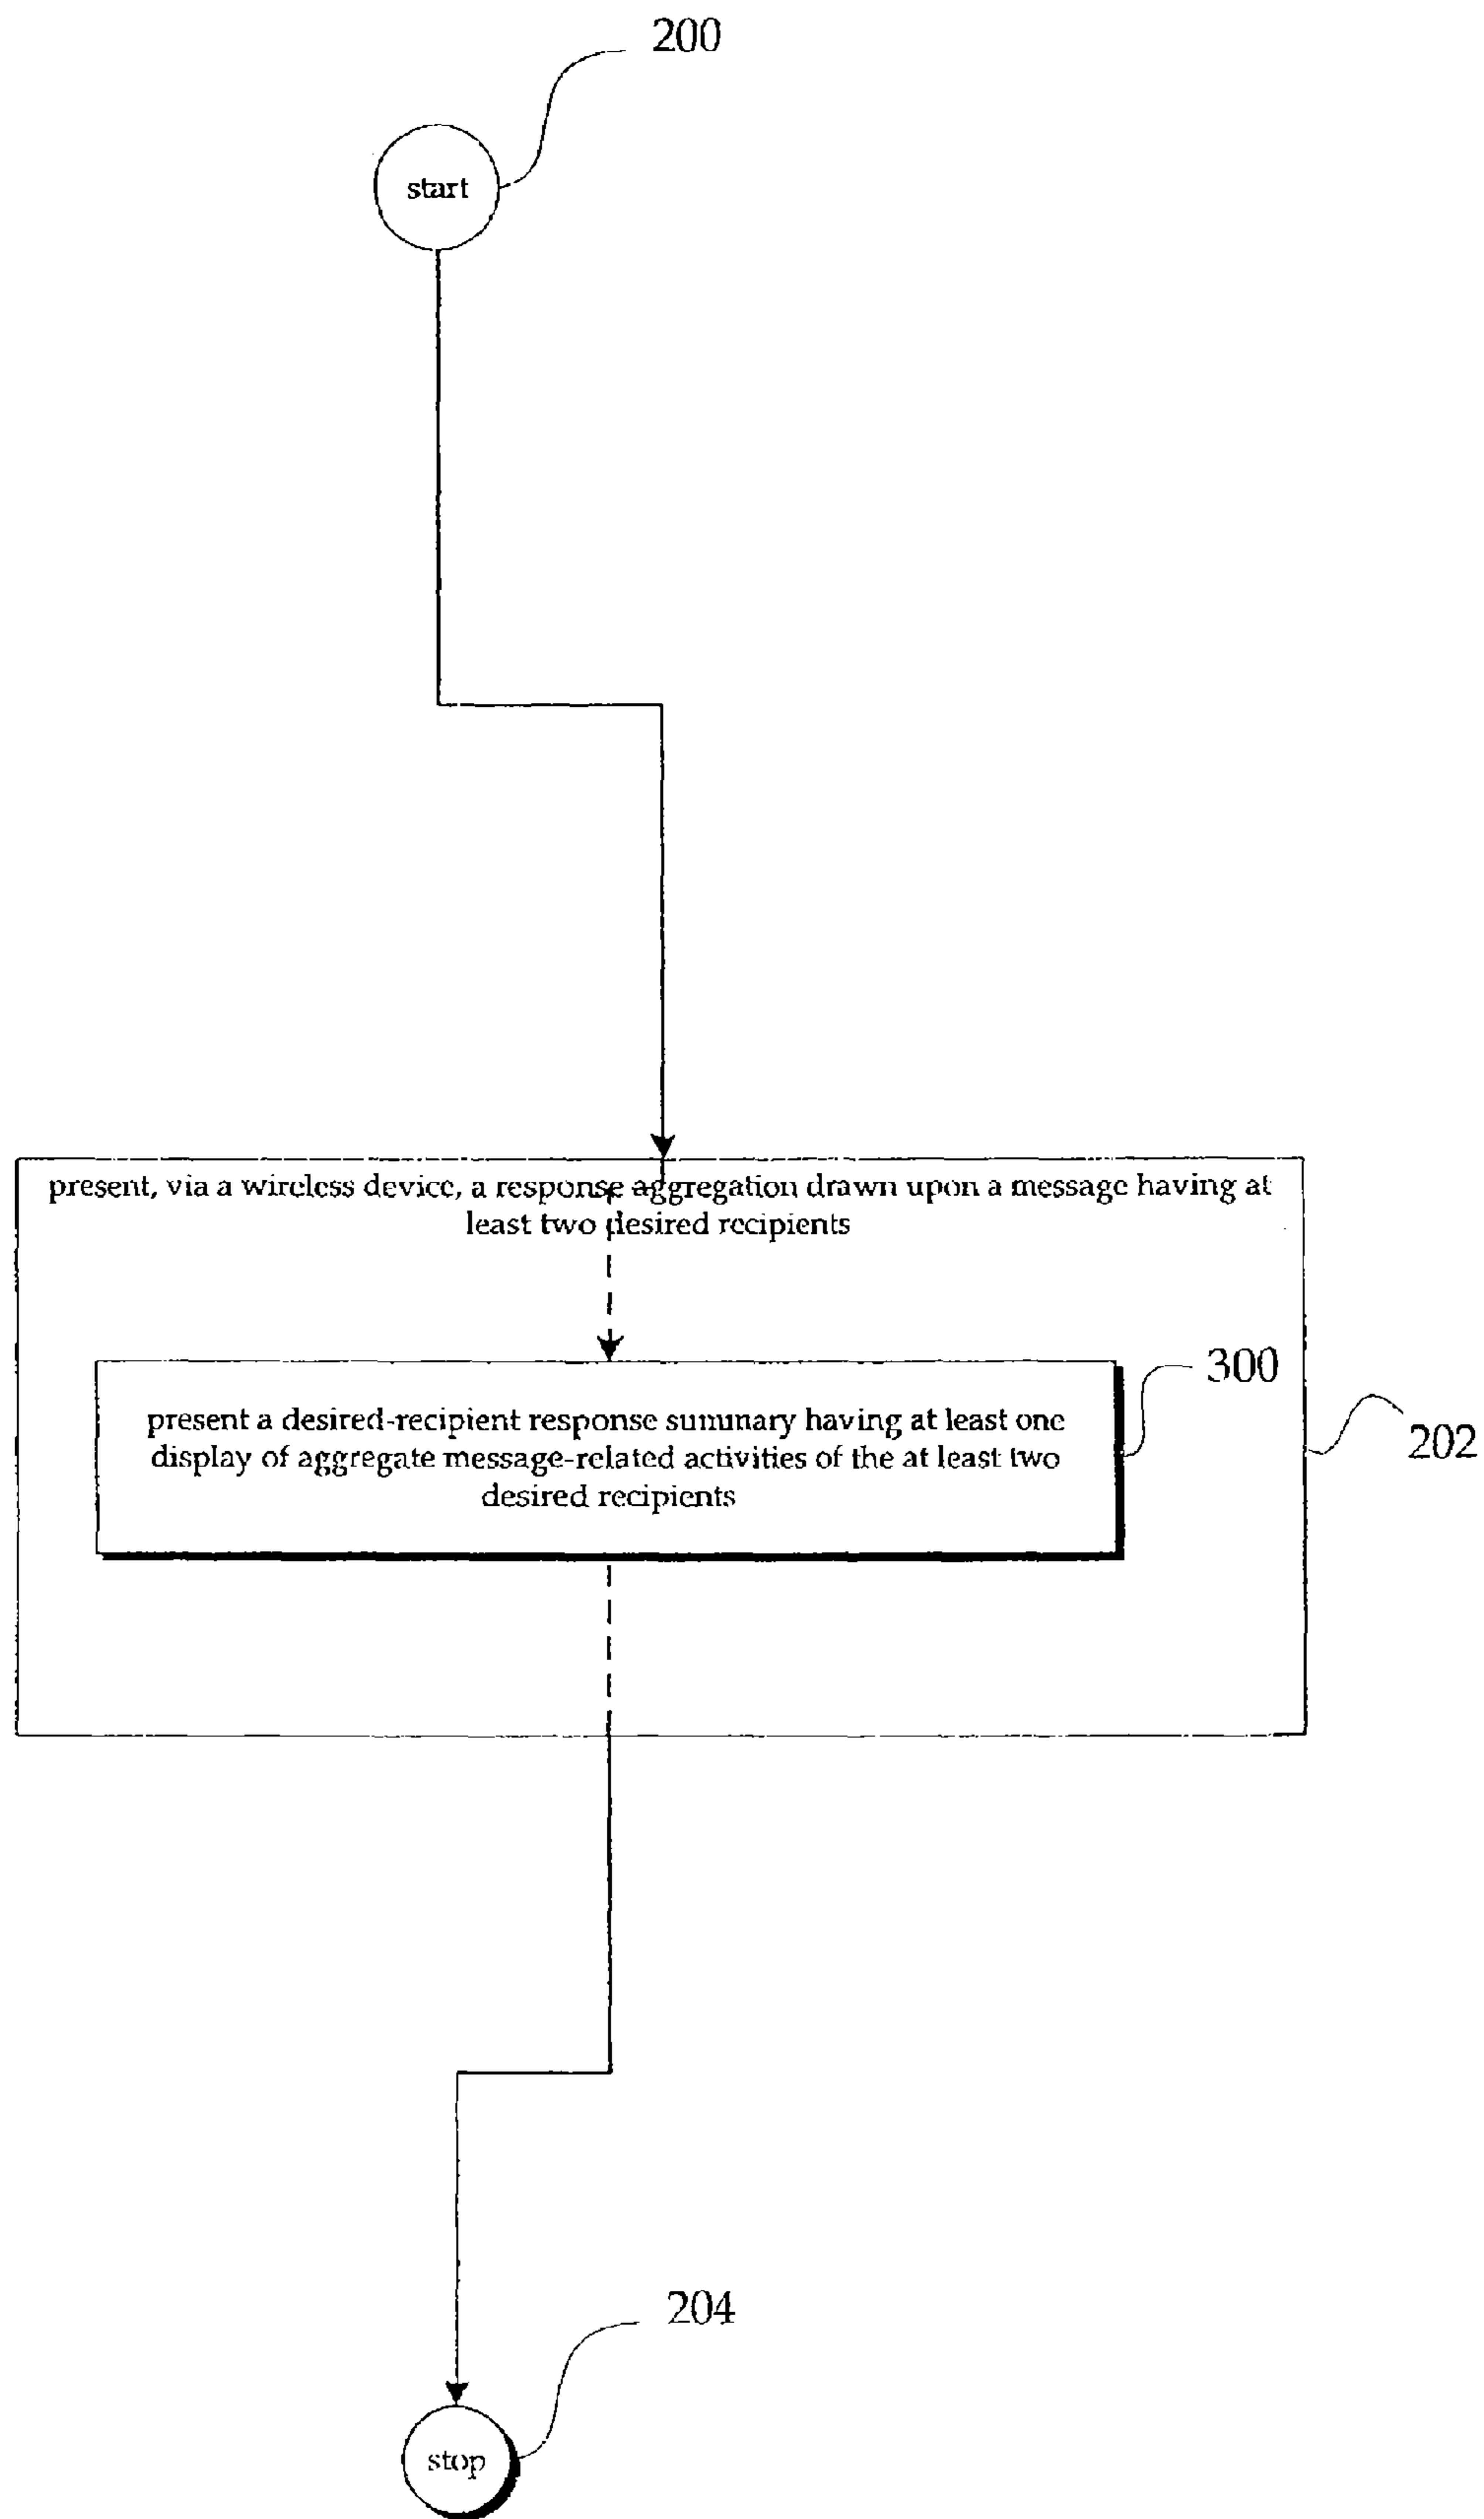 200
start
present, via a wireless device, a response aggregation drawn upon a message having at
least two desired recipients
300
present a desired-recipient response summary having at least one
display of aggregate message-related activities of the at least two
desired recipients
202
204
stop